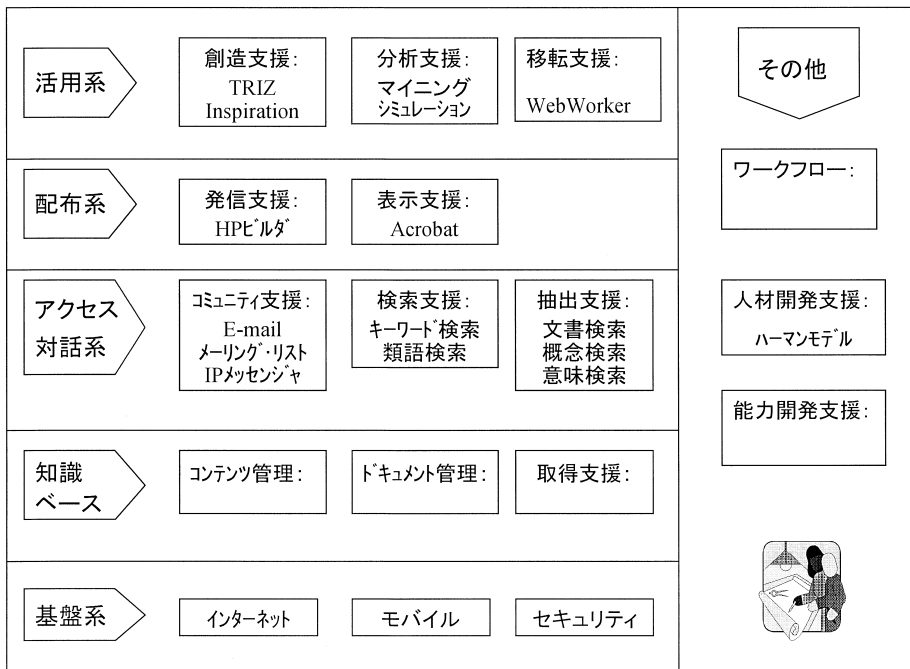 活用系
創造支援:
TRIZ
Inspiration
分析支援:
マイニング
シミュレーション
移転支援:
WebWorker
配布系
発信支援:
HPビルダ
表示支援:
Acrobat
アクセス
対話系
コミュニティ支援:
E-mail
メーリング・リスト
IPメッセンジャ
検索支援:
キーワード検索
類語検索
抽出支援:
文書検索
概念検索
意味検索
知識
ベース
コンテンツ管理:
ドキュメント管理:
取得支援:
基盤系
インターネット
モバイル
セキュリティ
その他
ワークフロー:
人材開発支援:
ハーマンモデル
能力開発支援: